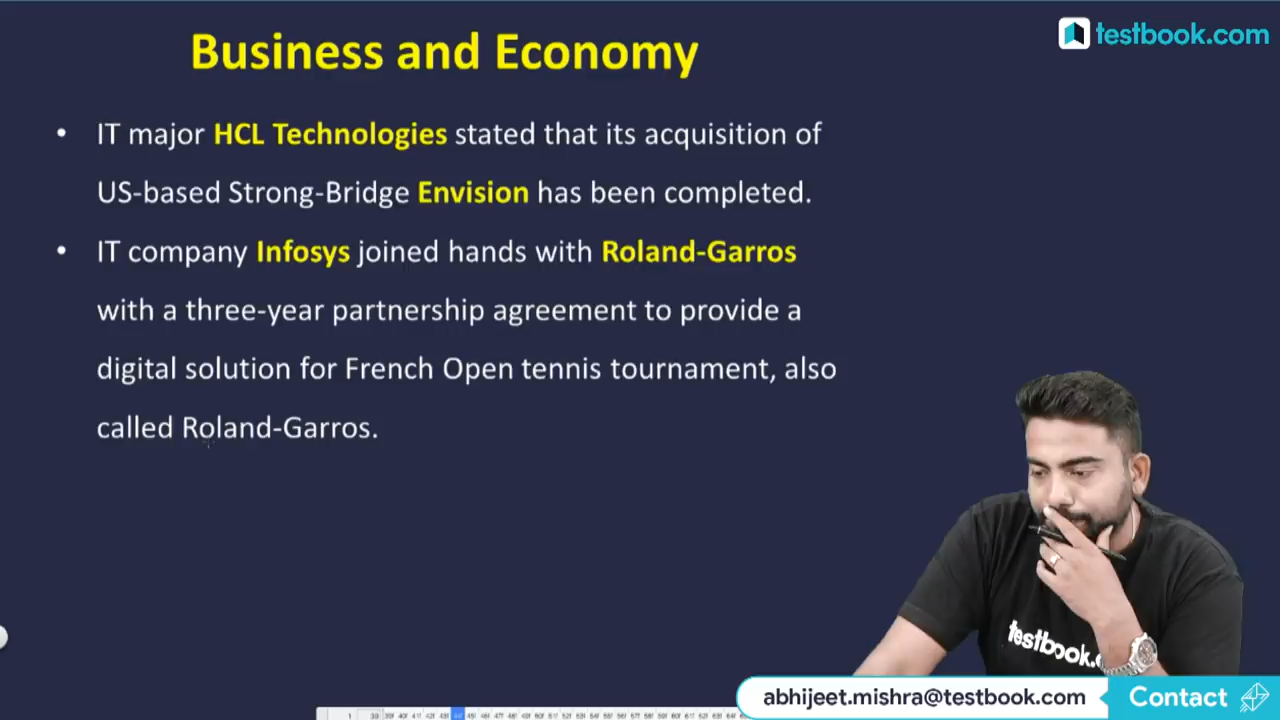 Business and Economy
testbook.com
• IT major HCL Technologies stated that its acquisition of
US-based Strong-Bridge Envision has been completed.
• IT company Infosys joined hands with Roland-Garros
with a three-year partnership agreement to provide a
digital solution for French Open tennis tournament, also
called Roland-Garros.
testbook.c
abhijeet.mishra@testbook.com
Contact